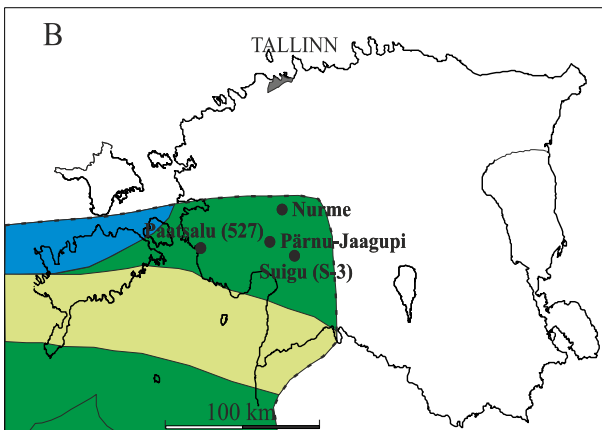 B
TALLINN
Nurme
Paatsalu (527)
Pärnu-Jaagupi
Suigu (S-3)
100 km